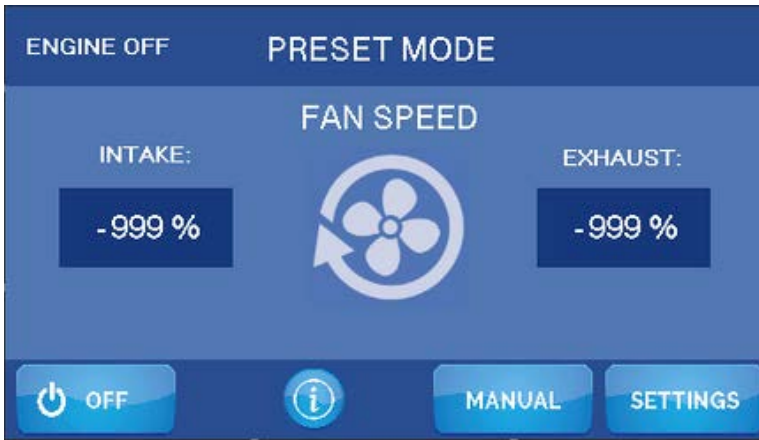 ENGINE OFF
PRESET MODE
FAN SPEED
INTAKE:
EXHAUST:
-999 %
-999 %
OFF
i
MANUAL
SETTINGS